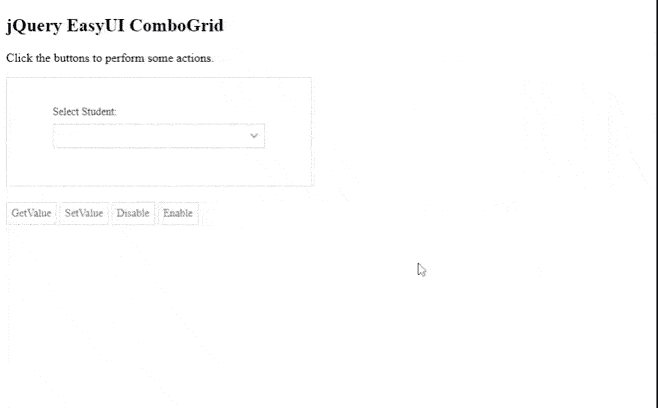 jQuery EasyUI ComboGrid
Click the buttons to perform some actions.
Select Student:
GetValue SetValue Disable Enable